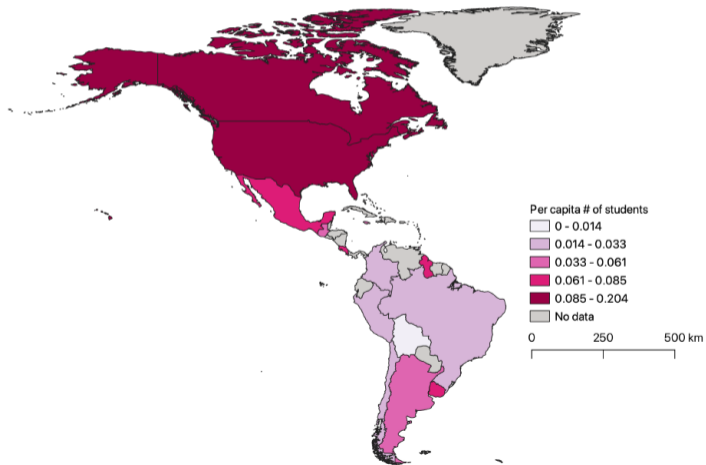 Per capita # of students
0 - 0.014
0.014 - 0.033
0.033 - 0.061
0.061 - 0.085
0.085 - 0.204
No data
0 250 500 km